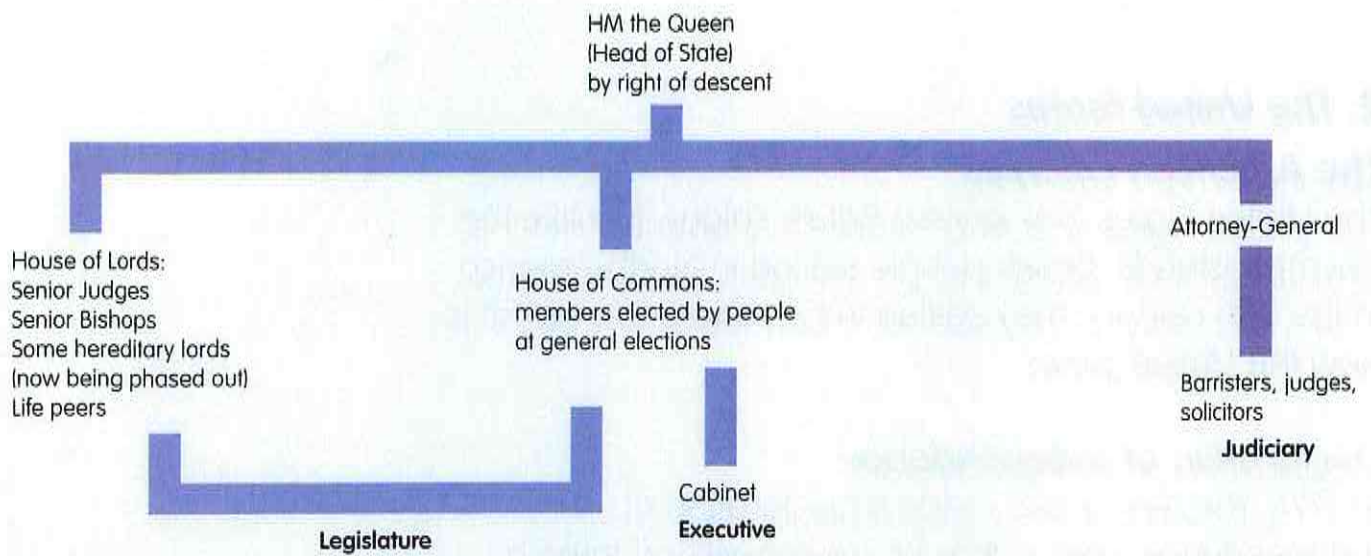 HM the Queen
(Head of State)
by right of descent
Attorney-General
House of Lords:
Senior Judges
Senior Bishops
Some hereditary lords
(now being phased out)
Life peers
House of Commons:
members elected by people
at general elections
Barristers, judges,
solicitors
Judiciary
Cabinet
Executive
Legislature